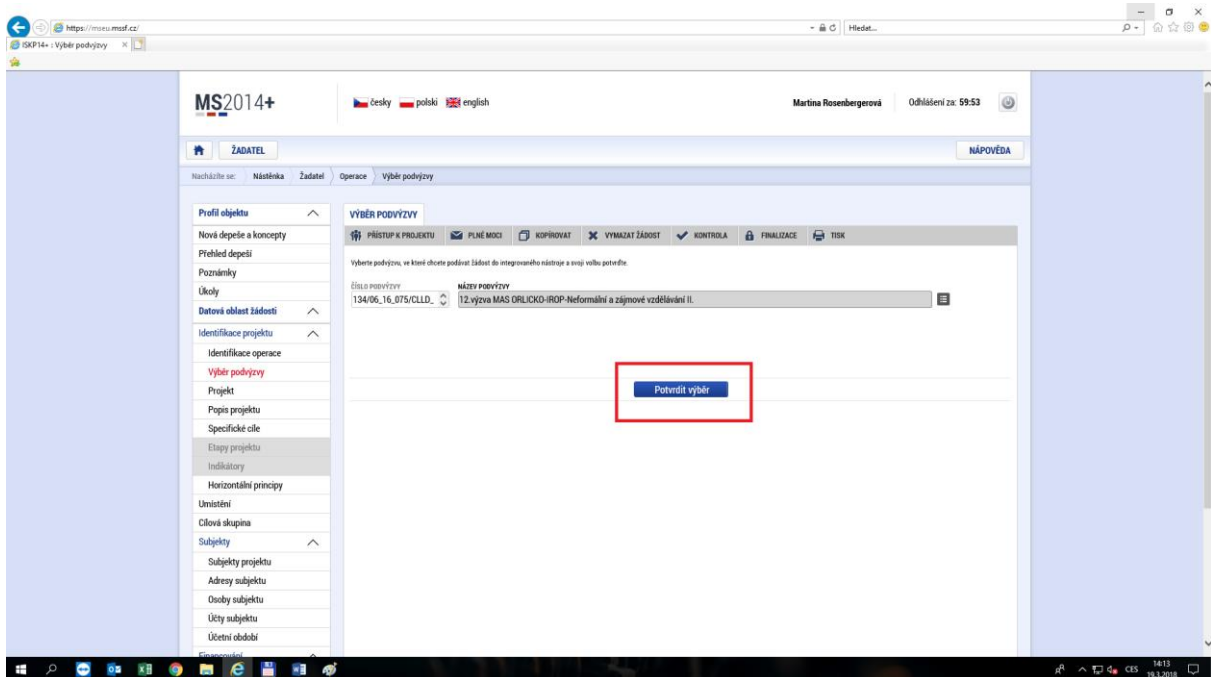 https://mseu.mssf.cz/
Hledat...
ISKP14+ : Výběr podvýzvy
MS2014+
česky polski english
Martina Rosenbergerová
Odhlášení za: 59:53
ŽADATEL
NÁPOVĚDA
Nacházíte se: Nástěnka Žadatel Operace Výběr podvýzvy
Profil objektu
Nová depeše a koncepty
Přehled depeší
Poznámky
Úkoly
Datová oblast žádosti
Identifikace projektu
Identifikace operace
Výběr podvýzvy
Projekt
Popis projektu
Specifické cíle
Etapy projektu
Indikátory
Horizontální principy
Umístění
Cílová skupina
Subjekty
Subjekty projektu
Adresy subjektu
Osoby subjektu
Účty subjektu
Účetní období
Financování
VÝBĚR PODVÝZVY
PŘÍSTUP K PROJEKTU PLNÉ MOCI KOPÍROVAT VYMAZAT ŽÁDOST KONTROLA FINALIZACE TISK
Vyberte podvýzvu, ve které chcete podávat žádost do integrovaného nástroje a svoji volbu potvrďte.
ČÍSLO PODVÝZVY NÁZEV PODVÝZVY
134/06_16_075/CLLD_ 12.výzva MAS ORLICKO-IROP-Neformální a zájmové vzdělávání II.
Potvrdit výběr
CES
14:13
19.3.2018